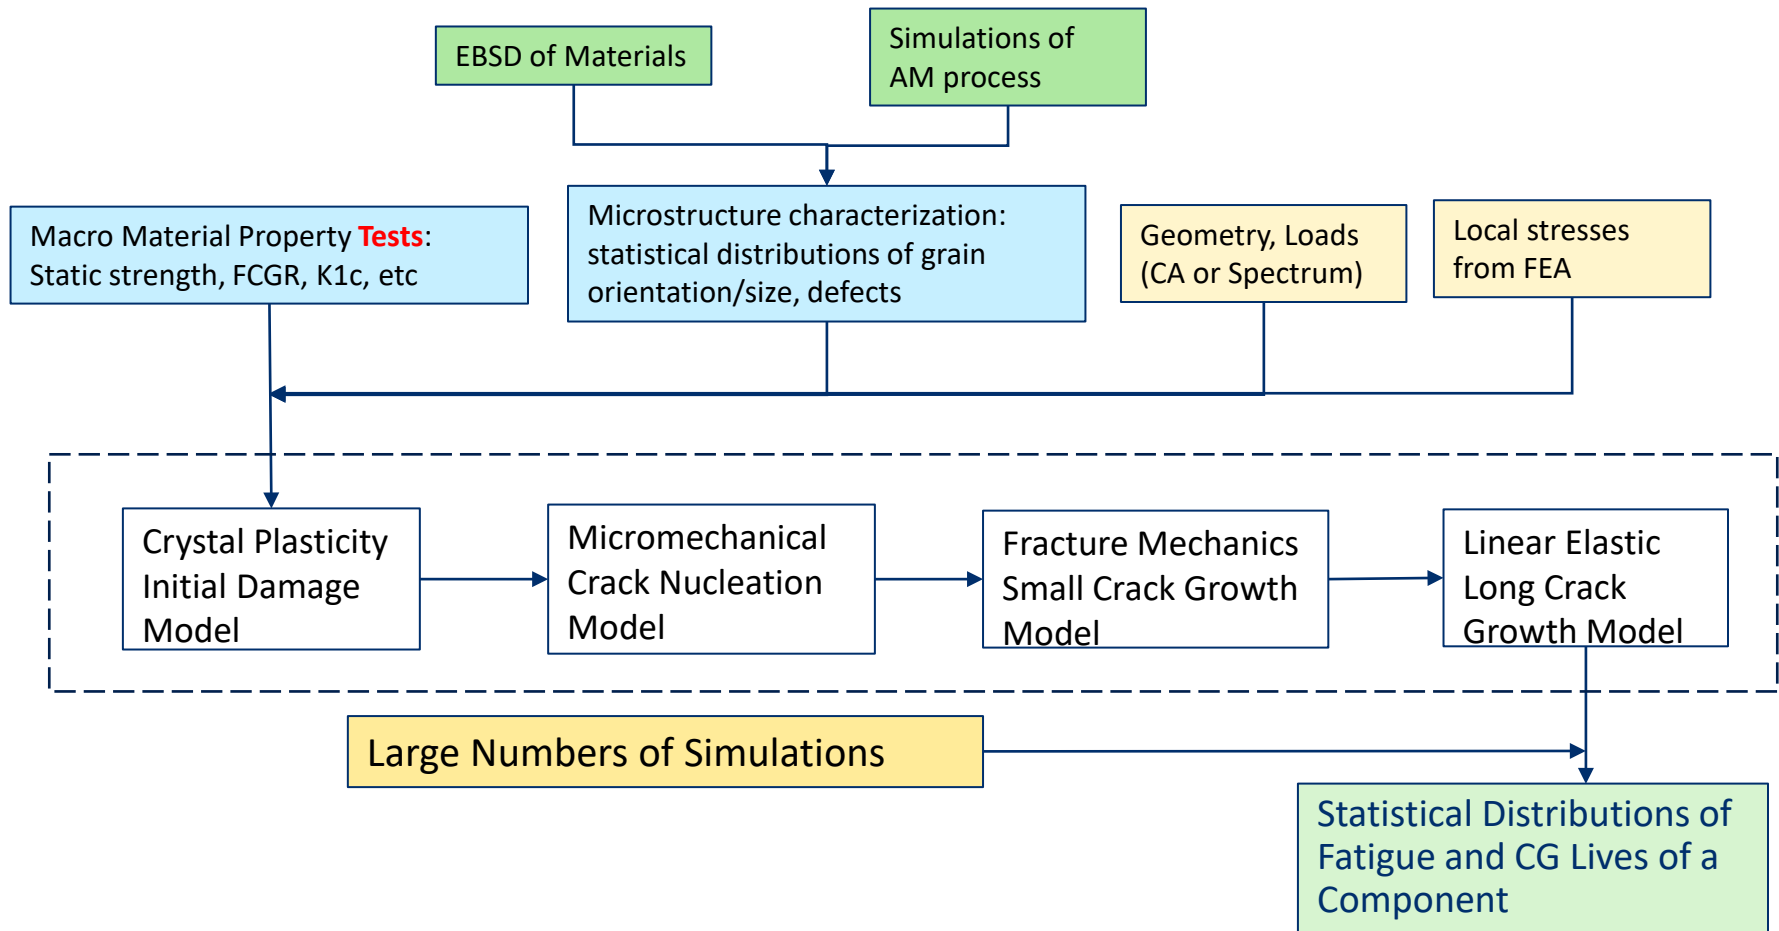 EBSD of Materials
Simulations of
AM process
Macro Material Property Tests:
Static strength, FCGR, K1c, etc
Microstructure characterization:
statistical distributions of grain
orientation/size, defects
Geometry, Loads
(CA or Spectrum)
Local stresses
from FEA
Crystal Plasticity
Initial Damage
Model
Micromechanical
Crack Nucleation
Model
Fracture Mechanics
Small Crack Growth
Model
Linear Elastic
Long Crack
Growth Model
Large Numbers of Simulations
Statistical Distributions of
Fatigue and CG Lives of a
Component